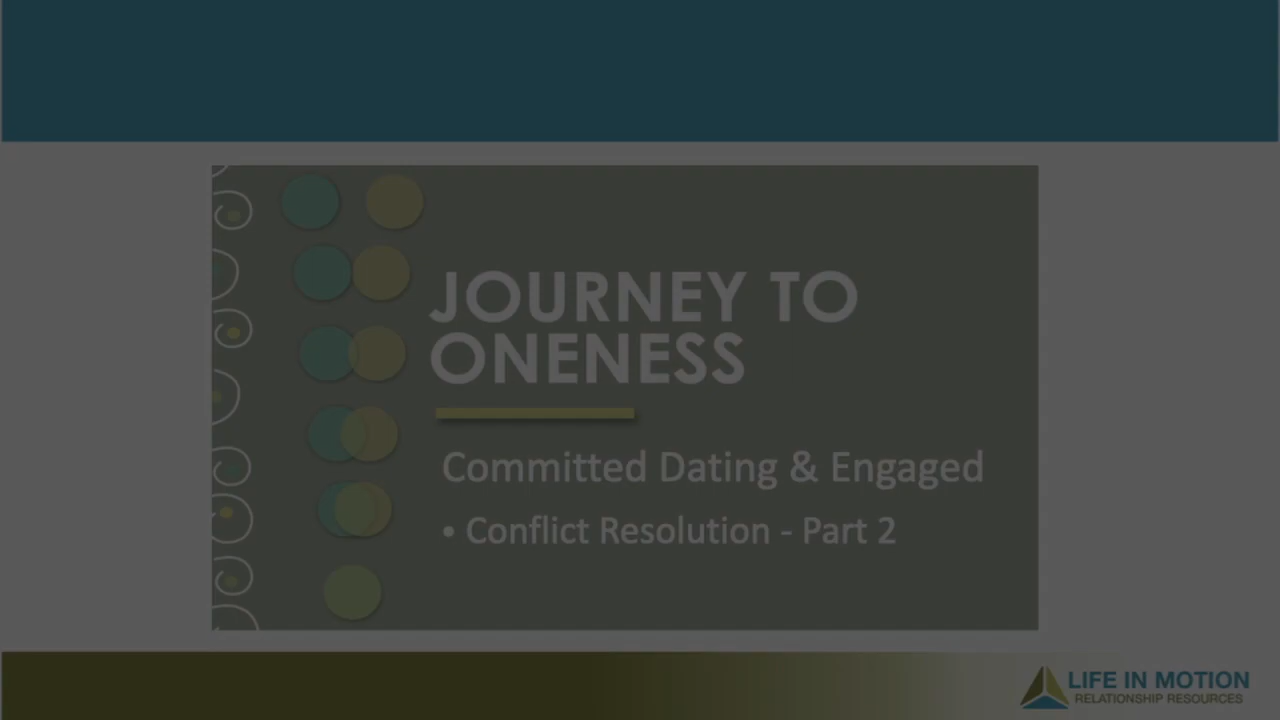 JOURNEY TO
ONENESS
Committed Dating & Engaged
• Conflict Resolution - Part 2
LIFE IN MOTION
RELATIONSHIP RESOURCES